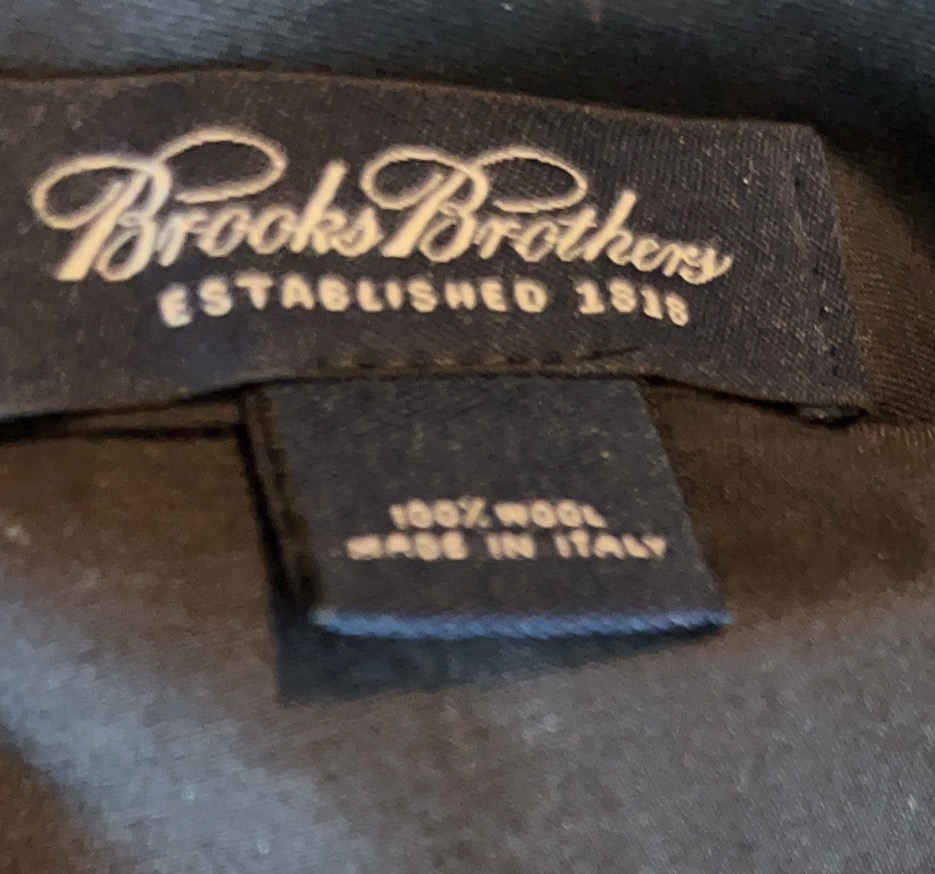 Brooks Brothers
ESTABLISHED 1818
100% WOOL
MADE IN ITALY